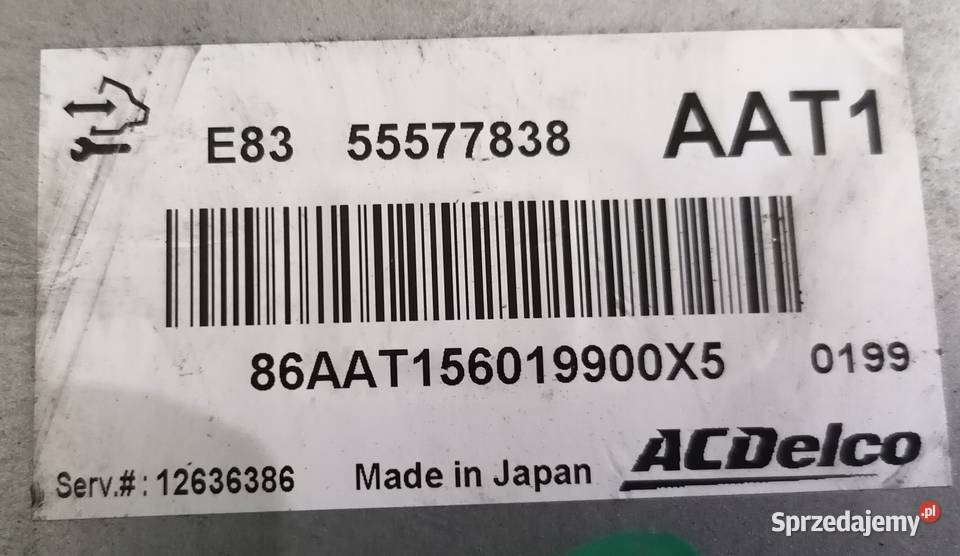 E83 55577838 AAT1
86AAT156019900X5 0199
Serv.#: 12636386 Made in Japan ACDelco
Sprzedajemy.pl